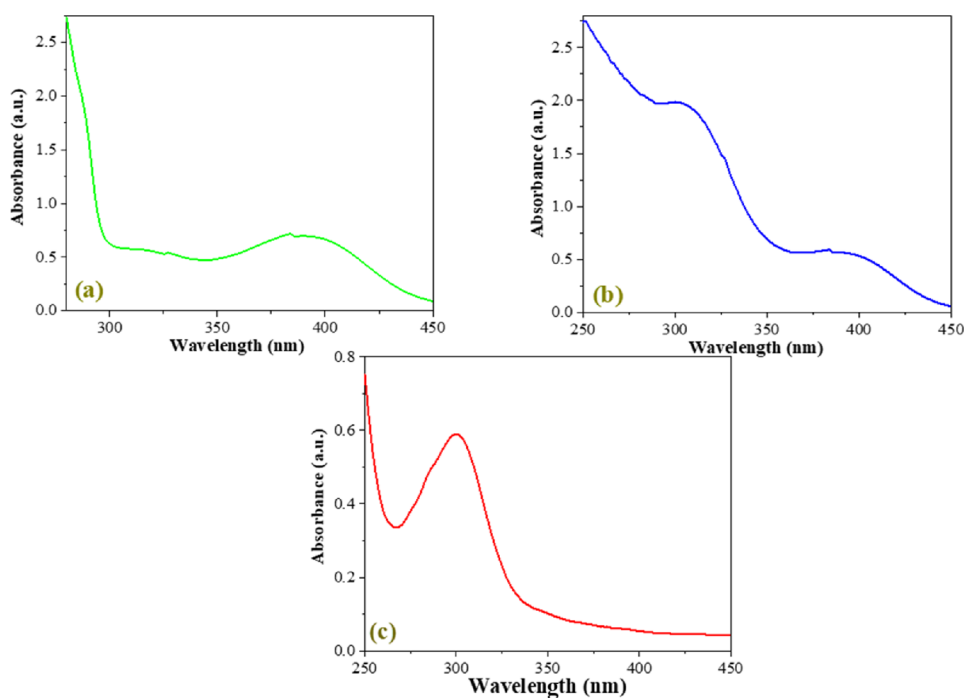 Absorbance (a.u.)
2.5
2.0
1.5
1.0
0.5
0.0
(a)
300 350 400 450
Wavelength (nm)
Absorbance (a.u.)
2.5
2.0
1.5
1.0
0.5
0.0
(b)
250 300 350 400 450
Wavelength (nm)
Absorbance (a.u.)
0.8
0.6
0.4
0.2
0.0
(c)
250 300 350 400 450
Wavelength (nm)